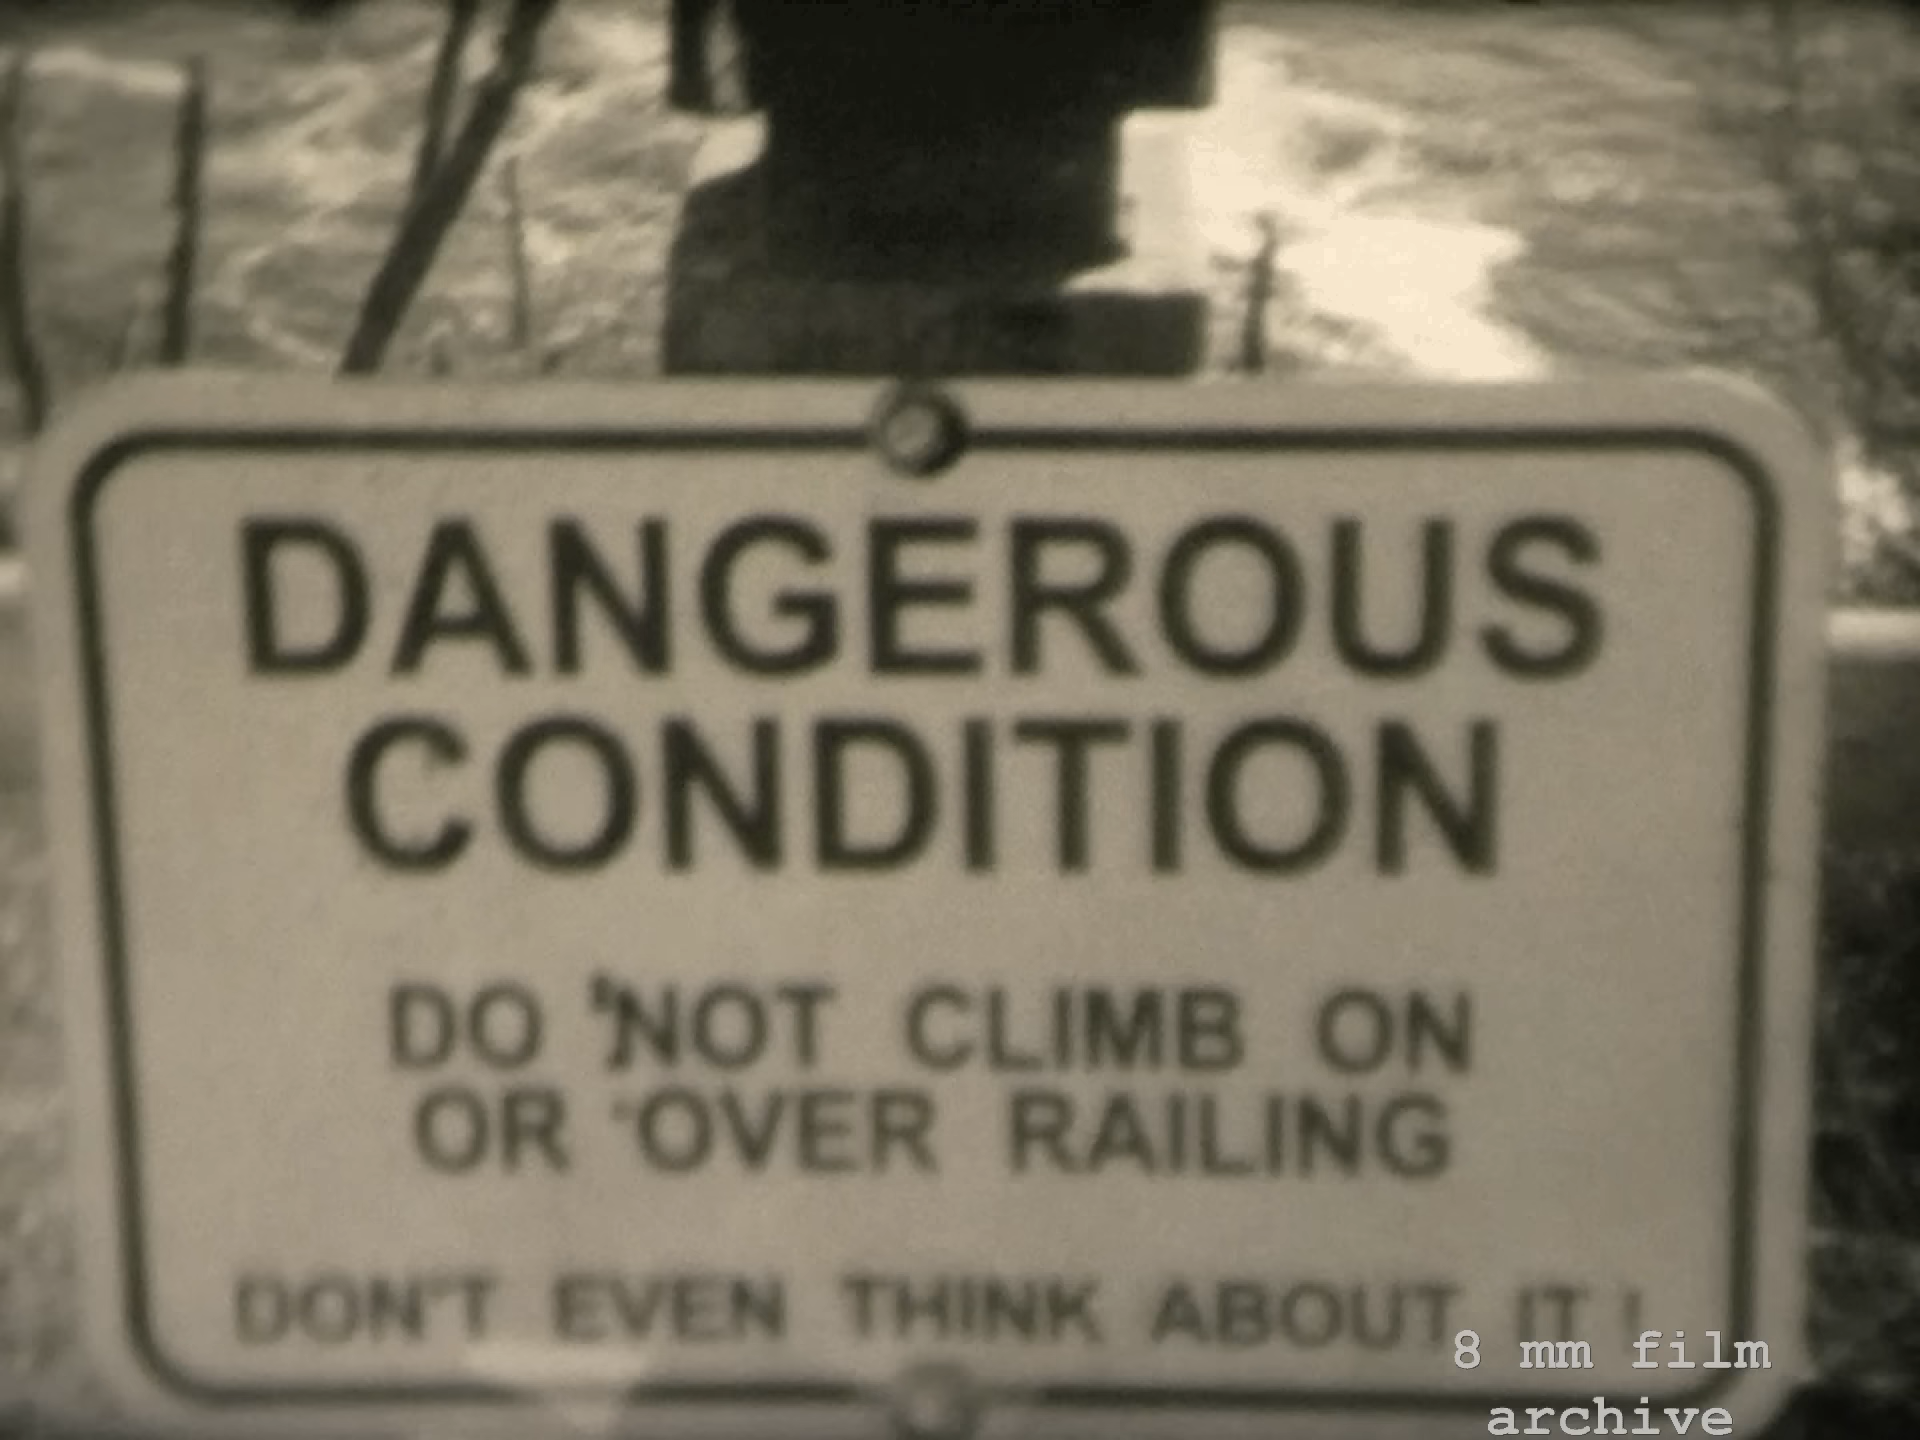 DANGEROUS
CONDITION
DO NOT CLIMB ON
OR OVER RAILING
DON'T EVEN THINK ABOUT IT !
8 mm film
archive